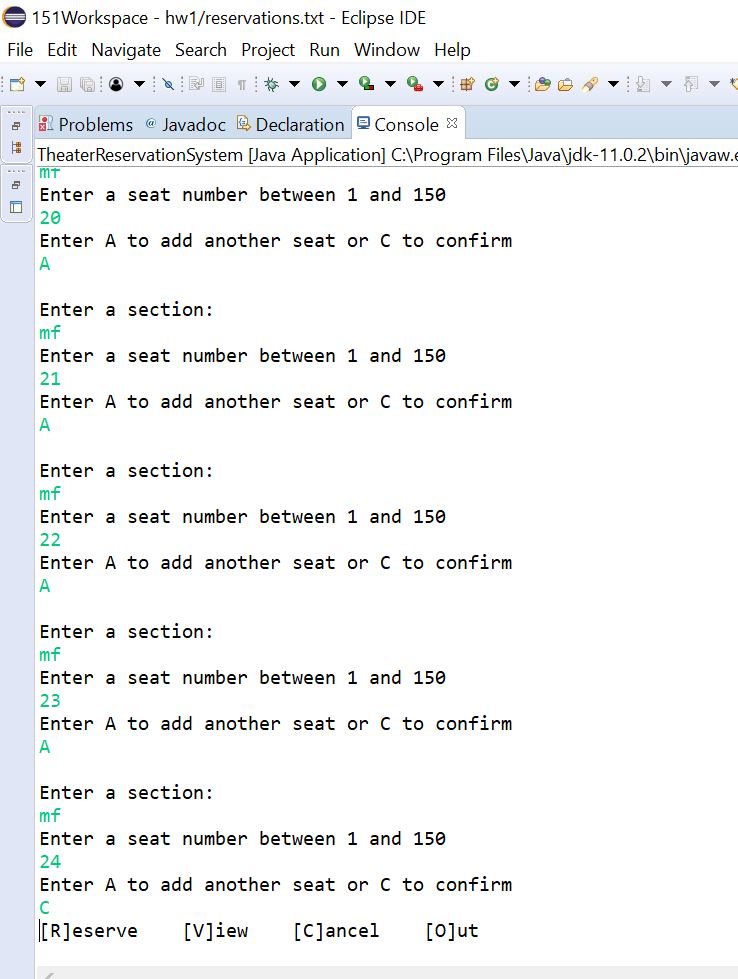 151Workspace - hw1/reservations.txt - Eclipse IDE
File Edit Navigate Search Project Run Window Help
Problems @ Javadoc Declaration Console
TheaterReservationSystem [Java Application] C:\Program Files\Java\jdk-11.0.2\bin\javaw.e
mf
Enter a seat number between 1 and 150
20
Enter A to add another seat or C to confirm
A
Enter a section:
mf
Enter a seat number between 1 and 150
21
Enter A to add another seat or C to confirm
A
Enter a section:
mf
Enter a seat number between 1 and 150
22
Enter A to add another seat or C to confirm
A
Enter a section:
mf
Enter a seat number between 1 and 150
23
Enter A to add another seat or C to confirm
A
Enter a section:
mf
Enter a seat number between 1 and 150
24
Enter A to add another seat or C to confirm
C
[R]eserve [V]iew [C]ancel [O]ut